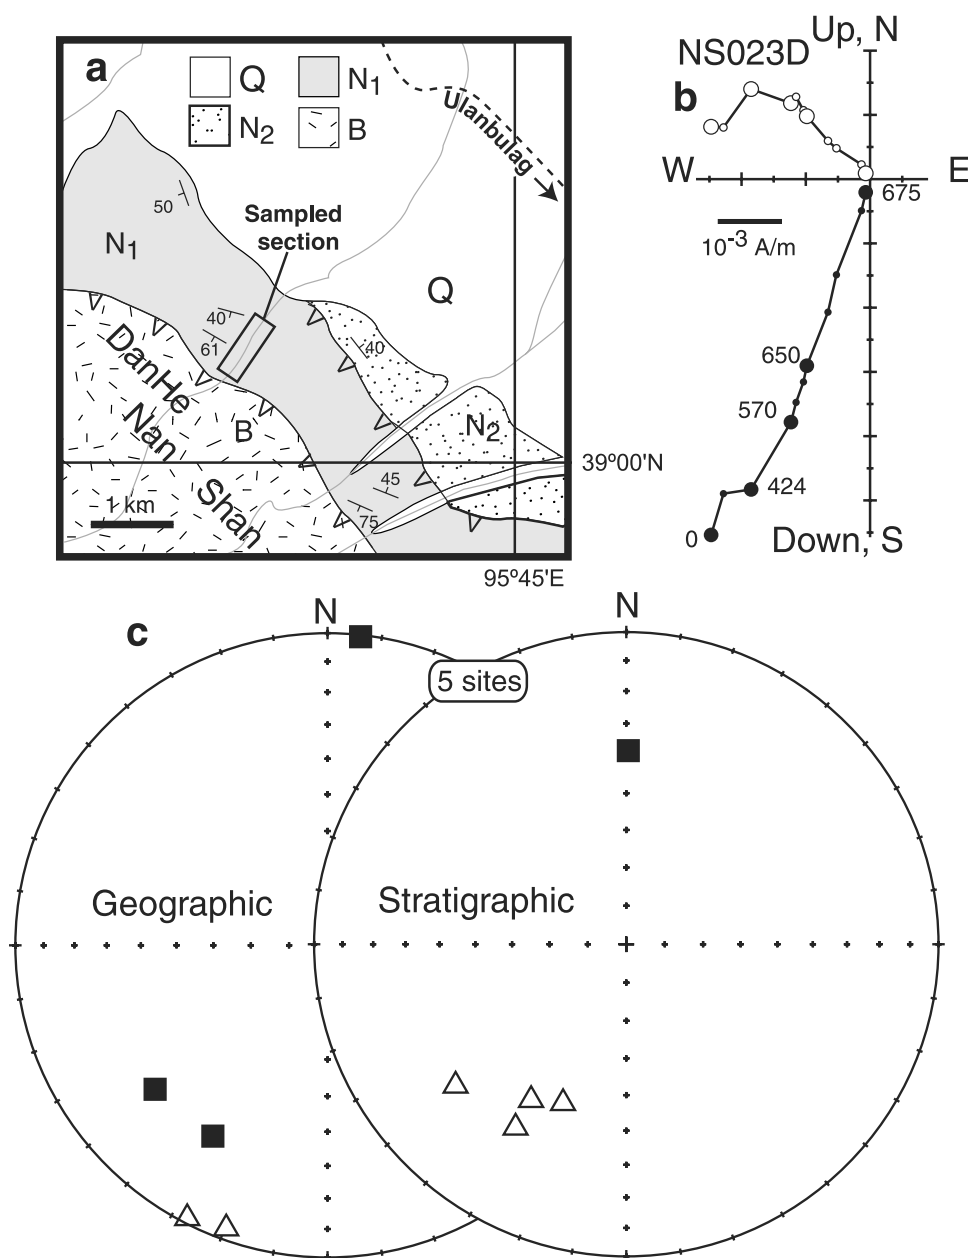 a
Q
N1
N2
B
Ulanbulag
50
Sampled
section
N1
Q
40
61
40
DanHe
Nan
Shan
B
N2
45
75
1 km
39º00'N
95º45'E
NS023D
Up, N
b
W
E
675
10-3 A/m
650
570
424
0
Down, S
c
N
N
5 sites
Geographic
Stratigraphic